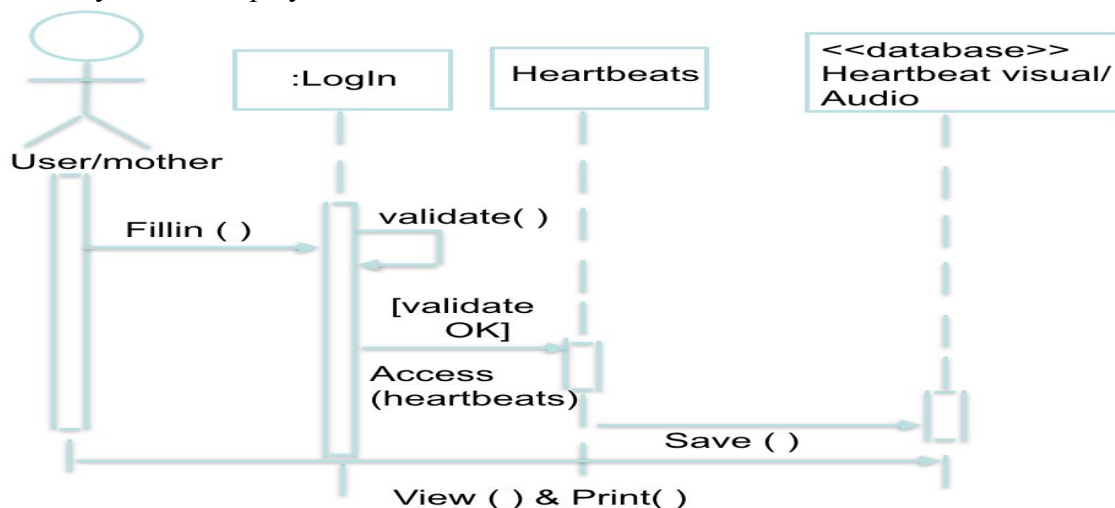 <<database>>
Heartbeat visual/
Audio
:LogIn
Heartbeats
User/mother
validate( )
Fillin ( )
[validate
OK]
Access
(heartbeats)
Save ( )
View ( ) & Print( )